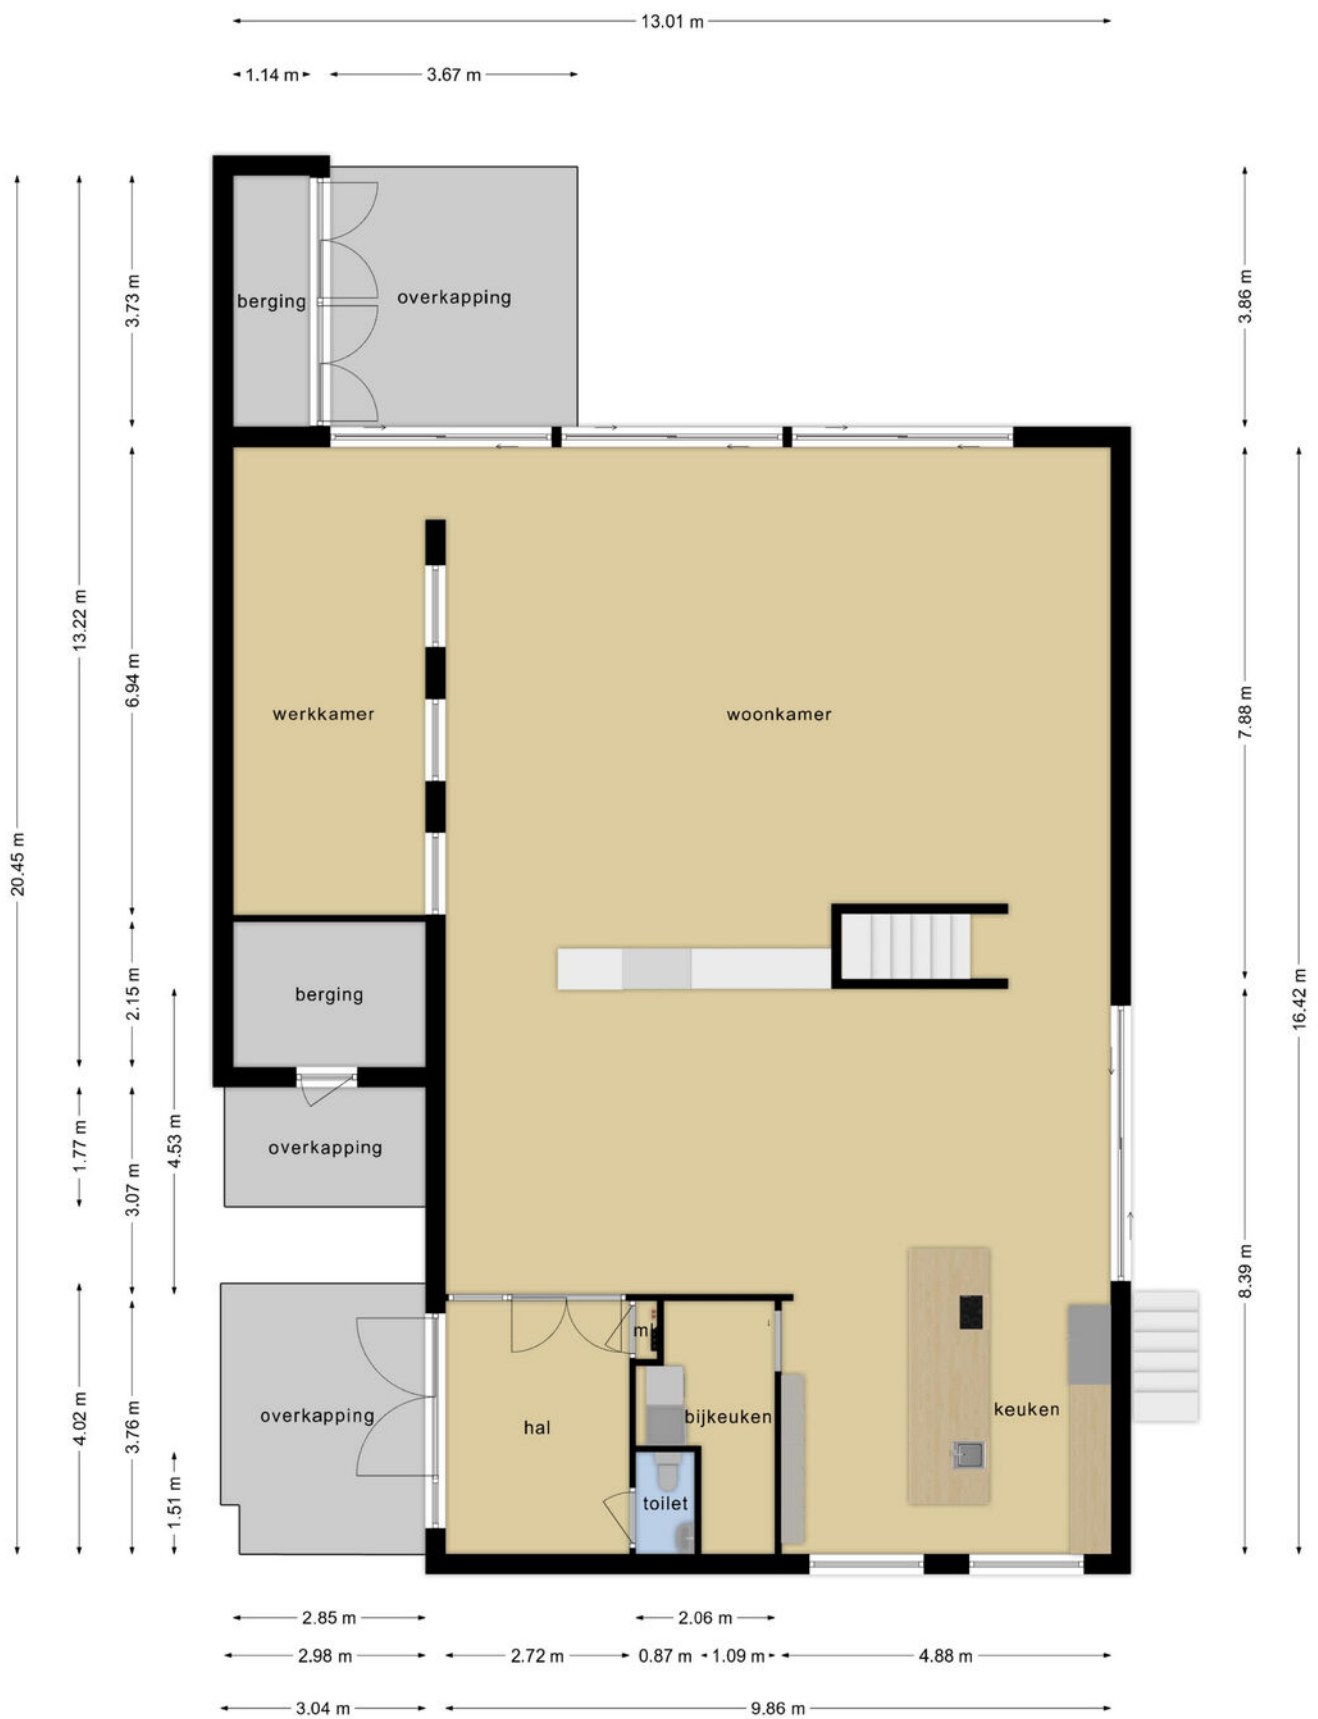 13.01 m
1.14 m
3.67 m
berging
overkapping
3.73 m
3.86 m
13.22 m
6.94 m
werkkamer
woonkamer
7.88 m
20.45 m
2.15 m
berging
16.42 m
overkapping
1.77 m
3.07 m
4.53 m
8.39 m
mk
overkapping
hal
bijkeuken
keuken
4.02 m
3.76 m
1.51 m
toilet
2.85 m
2.06 m
2.98 m
2.72 m
0.87 m
1.09 m
4.88 m
3.04 m
9.86 m